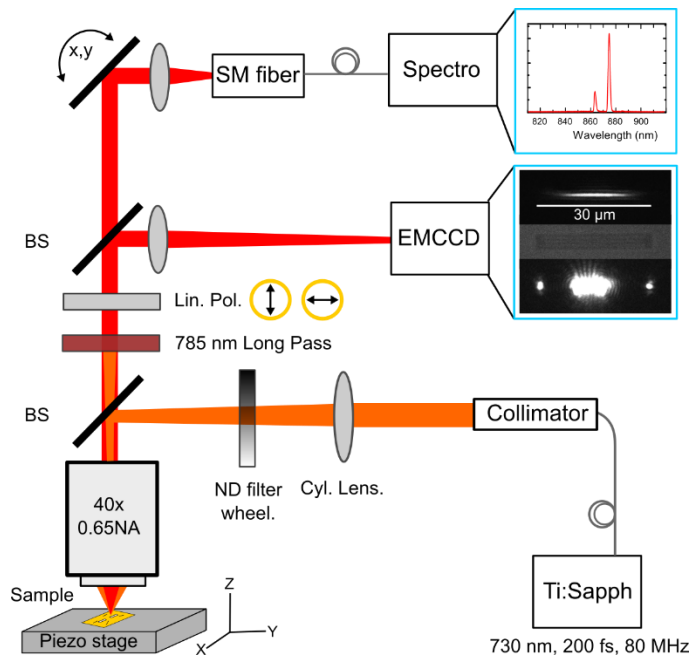 x,y
SM fiber
Spectro
820 840 860 880 900
Wavelength (nm)
BS
EMCCD
30 µm
Lin. Pol.
785 nm Long Pass
BS
Collimator
40x
0.65NA
ND filter
wheel.
Cyl. Lens.
Sample
Piezo stage
Z
Y
X
Ti:Sapph
730 nm, 200 fs, 80 MHz